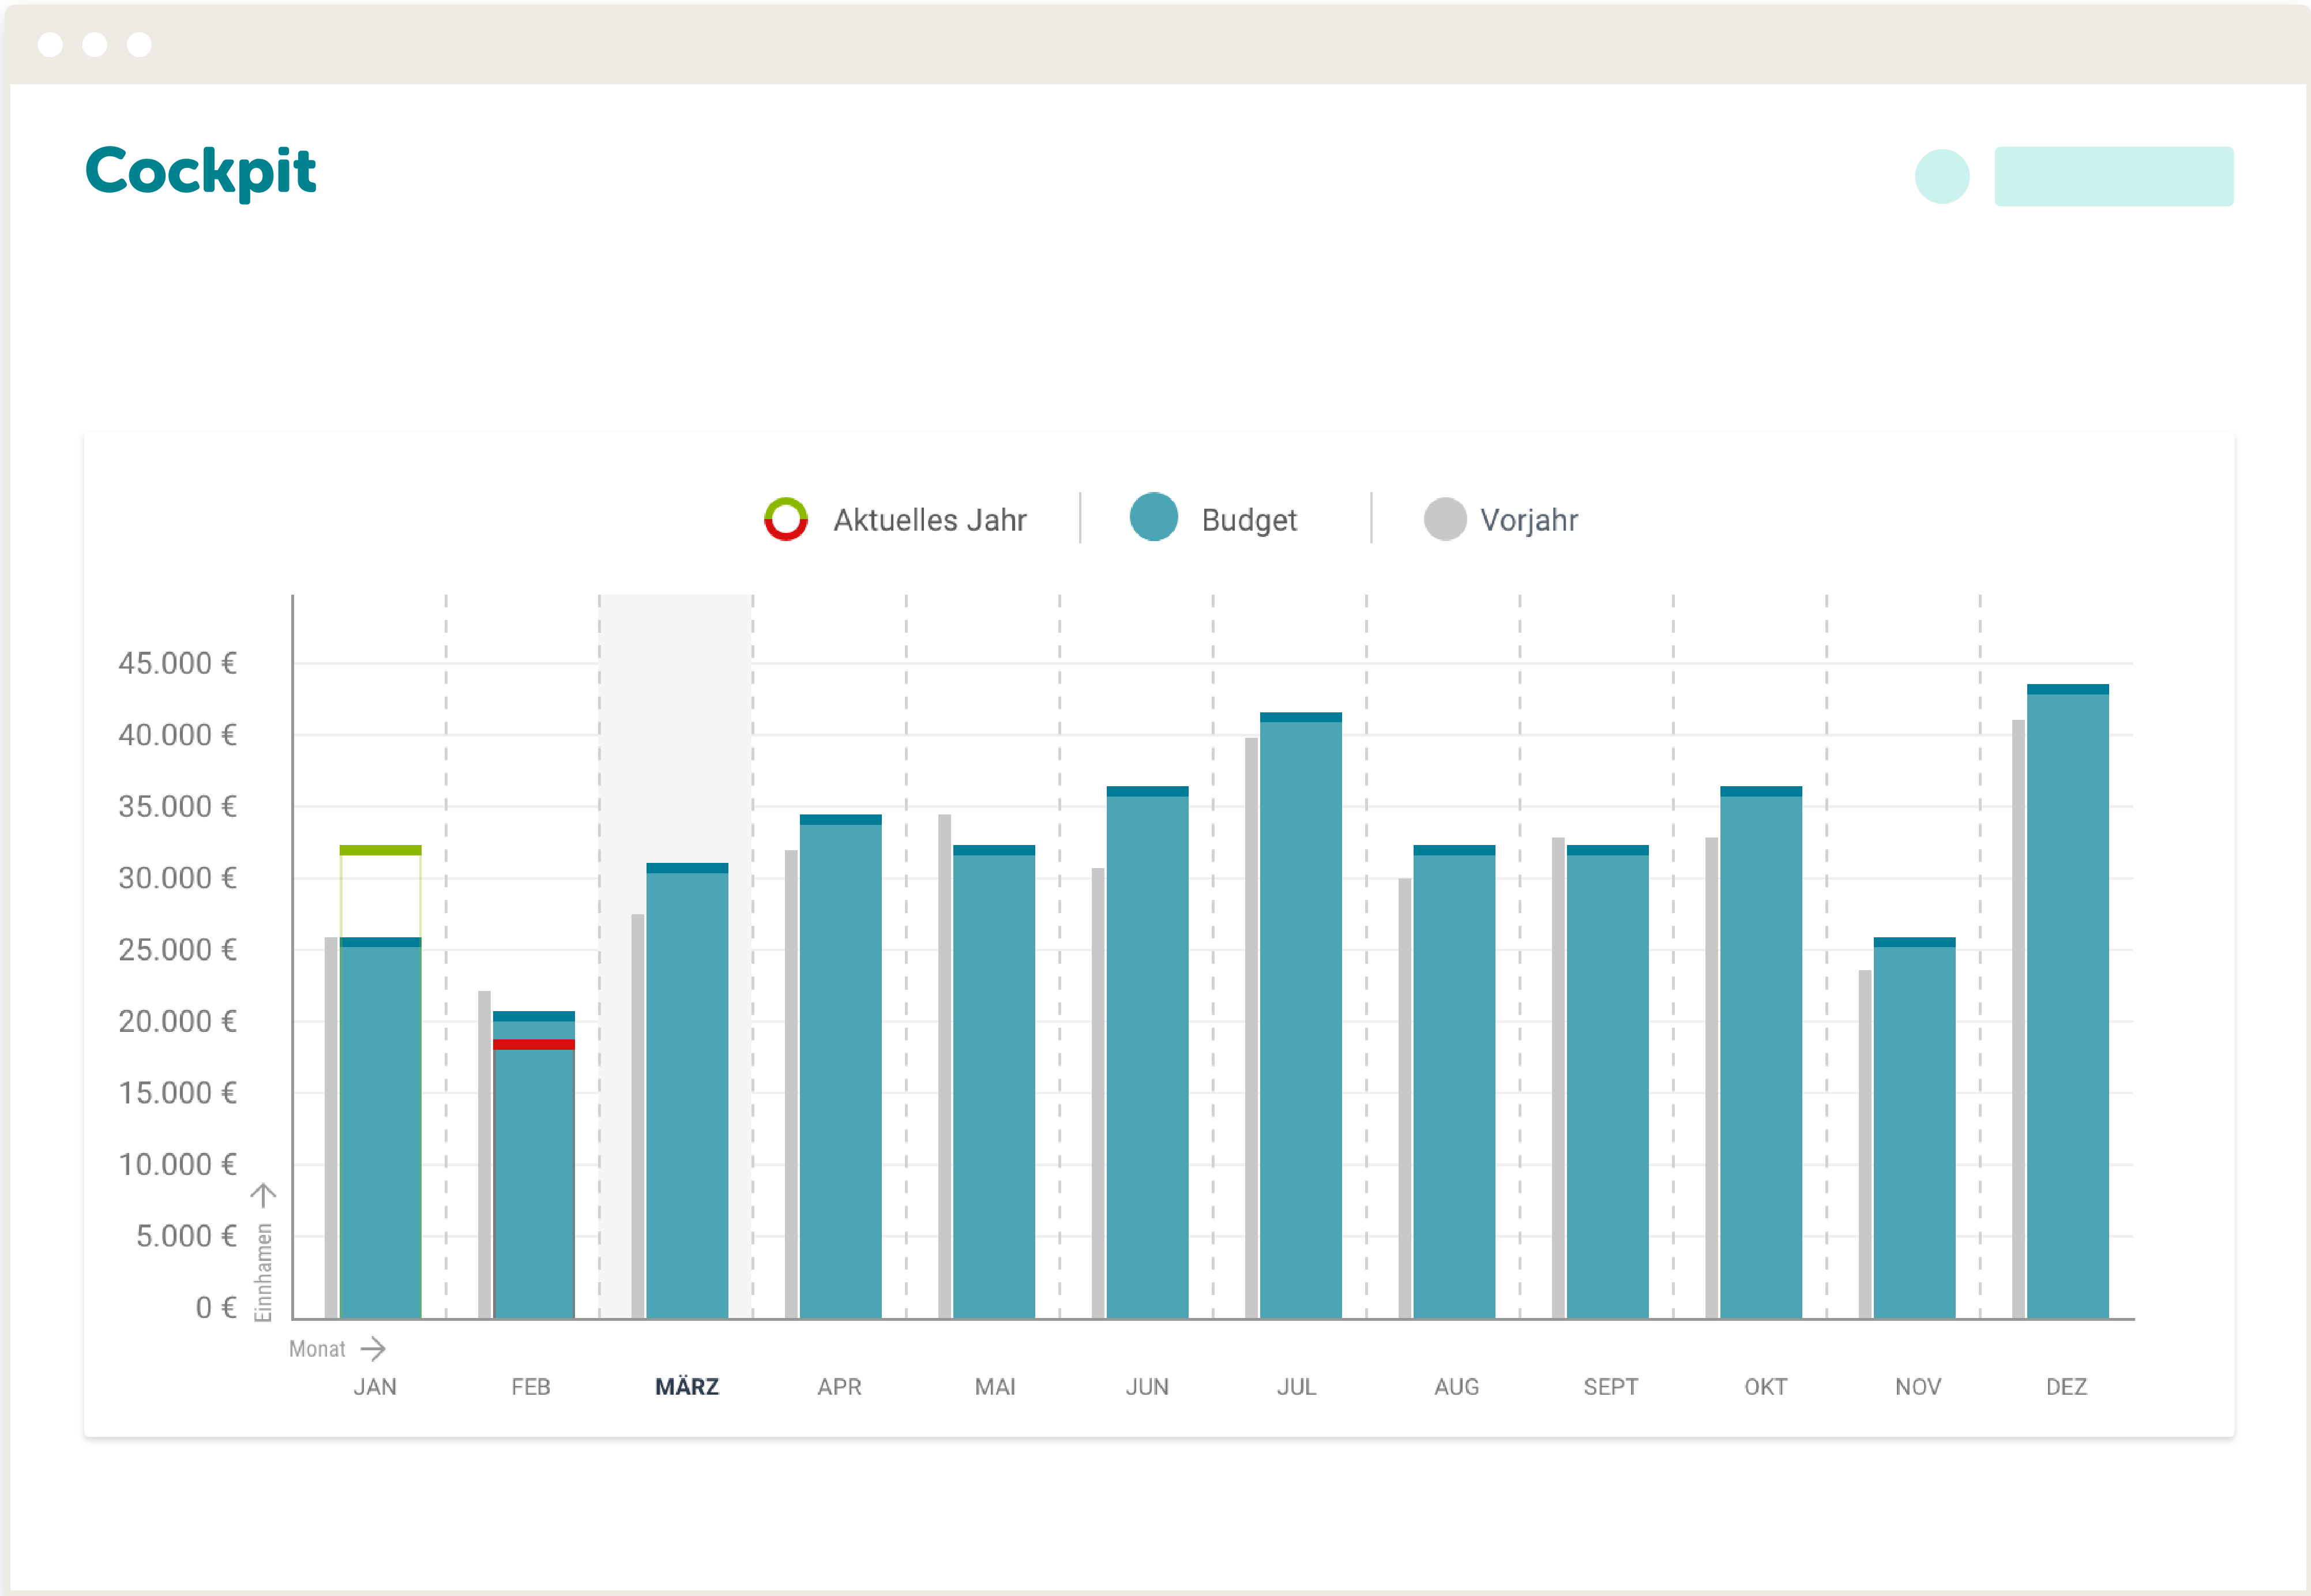 Cockpit
Aktuelles Jahr
Budget
Vorjahr
45.000 €
40.000 €
35.000 €
30.000 €
25.000 €
20.000 €
15.000 €
10.000 €
5.000 €
0 €
Einnhamen
Monat
JAN FEB MÄRZ APR MAI JUN JUL AUG SEPT OKT NOV DEZ